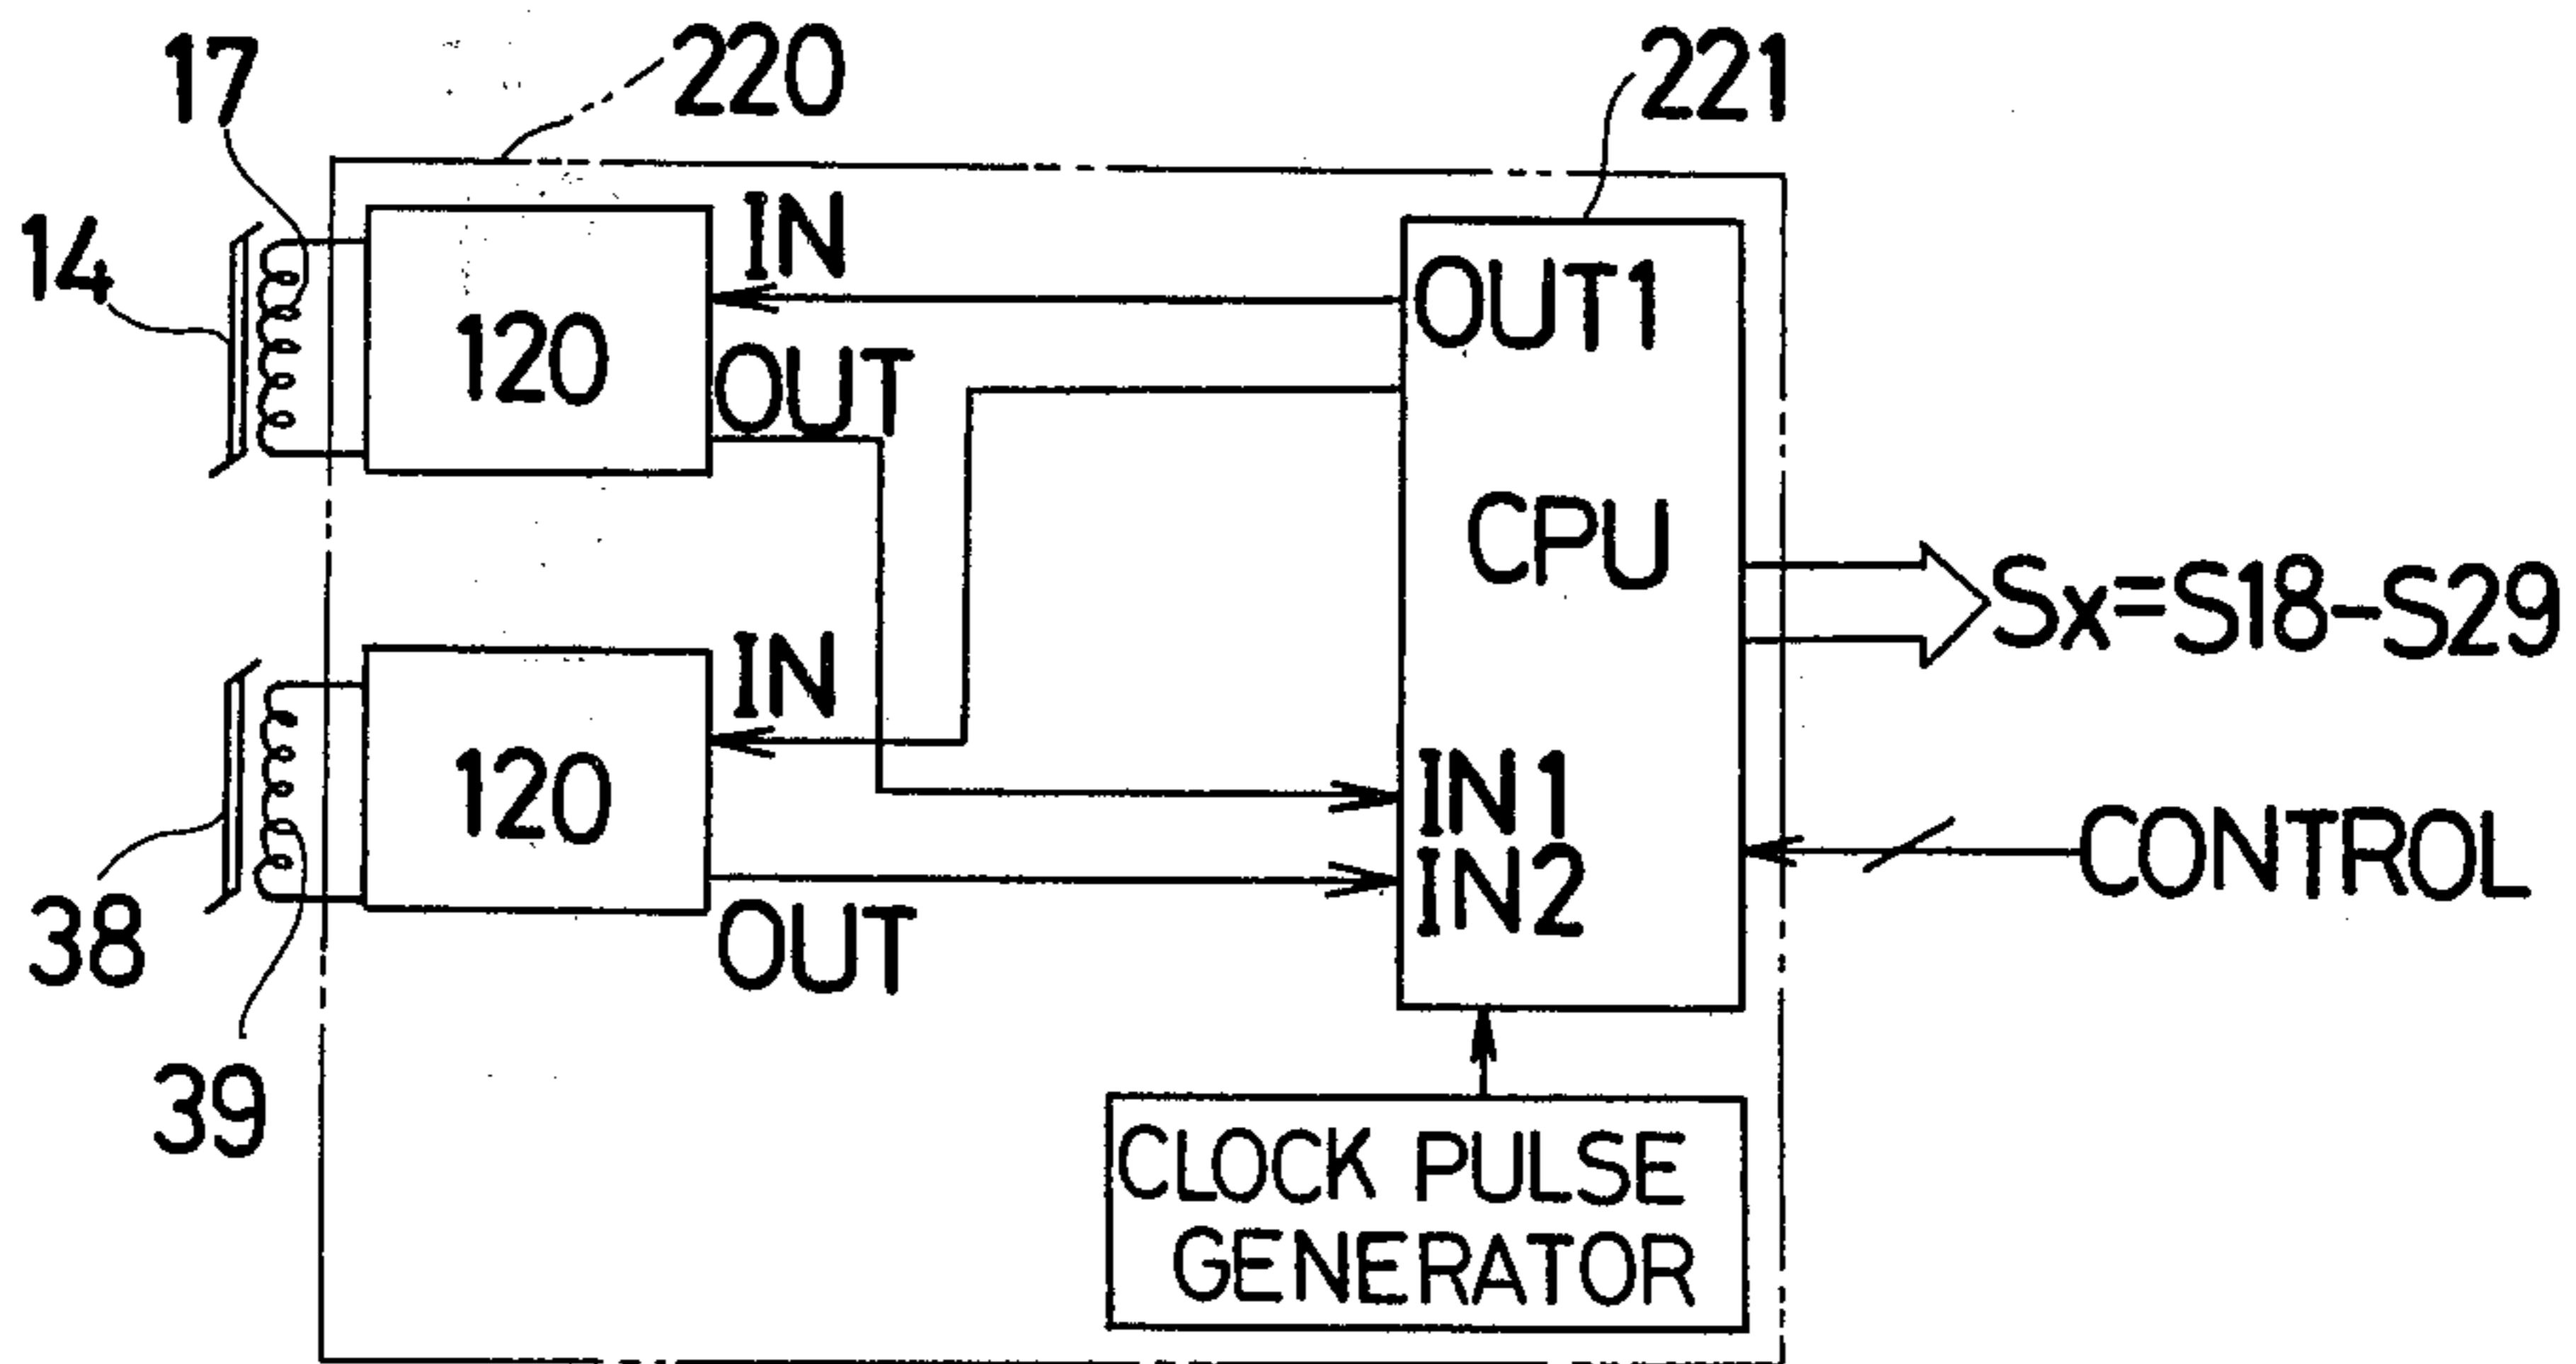 17
220
221
14
IN
OUT1
120
OUT
CPU
Sx=S18-S29
IN
120
IN1
IN2
CONTROL
38
OUT
39
CLOCK PULSE
GENERATOR